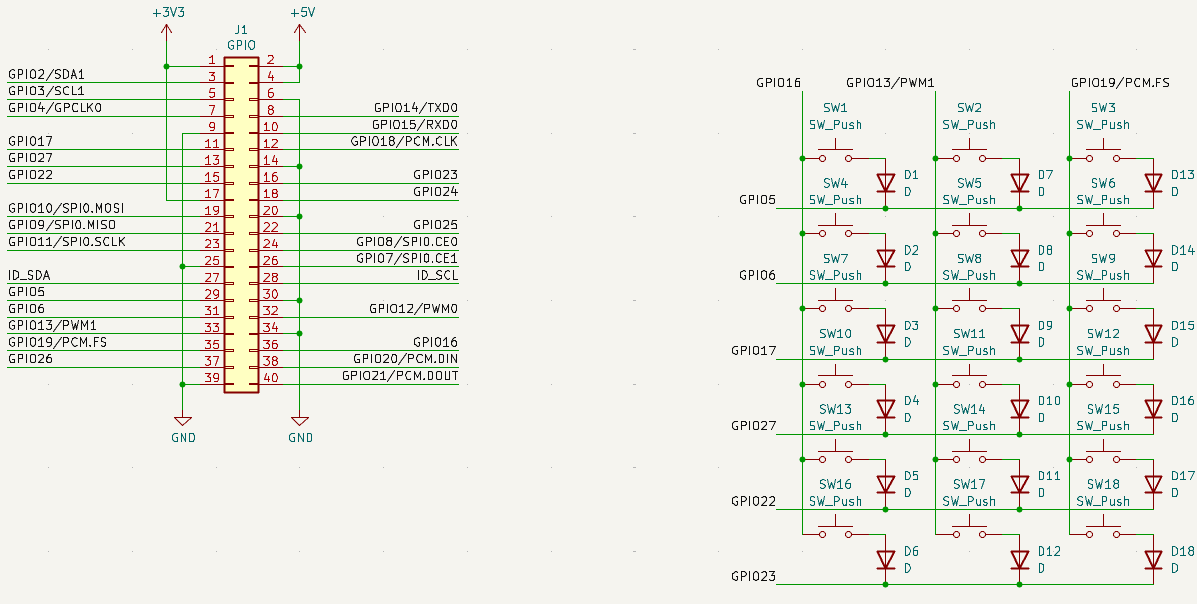 +3V3
+5V
J1
GPIO
1 2
GPIO2/SDA1 3 4
GPIO3/SCL1 5 6
GPIO4/GPCLK0 7 8 GPIO14/TXD0
9 10 GPIO15/RXD0
GPIO17 11 12 GPIO18/PCM.CLK
GPIO27 13 14
GPIO22 15 16 GPIO23
17 18 GPIO24
GPIO10/SPI0.MOSI 19 20
GPIO9/SPI0.MISO 21 22 GPIO25
GPIO11/SPI0.SCLK 23 24 GPIO8/SPI0.CE0
25 26 GPIO7/SPI0.CE1
ID_SDA 27 28 ID_SCL
GPIO5 29 30
GPIO6 31 32 GPIO12/PWM0
GPIO13/PWM1 33 34
GPIO19/PCM.FS 35 36 GPIO16
GPIO26 37 38 GPIO20/PCM.DIN
39 40 GPIO21/PCM.DOUT
GND GND
GPIO16 GPIO13/PWM1 GPIO19/PCM.FS
SW1 SW2 SW3
SW_Push SW_Push SW_Push
D1 D7 D13
SW4 SW5 SW6
D D D
GPIO5 SW_Push SW_Push SW_Push
D2 D8 D14
SW7 SW8 SW9
D D D
GPIO6 SW_Push SW_Push SW_Push
D3 D9 D15
SW10 SW11 SW12
D D D
GPIO17 SW_Push SW_Push SW_Push
D4 D10 D16
SW13 SW14 SW15
D D D
GPIO27 SW_Push SW_Push SW_Push
D5 D11 D17
SW16 SW17 SW18
D D D
GPIO22 SW_Push SW_Push SW_Push
D6 D12 D18
D D D
GPIO23